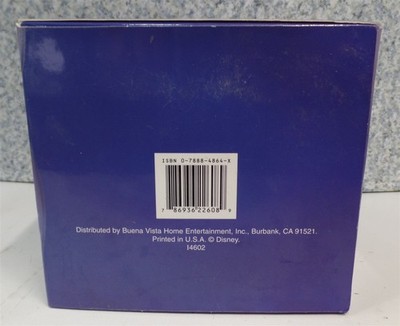 ISBN 0-7888-4864-X
7 86936 22608 9
Distributed by Buena Vista Home Entertainment, Inc., Burbank, CA 91521.
Printed in U.S.A. © Disney.
14602